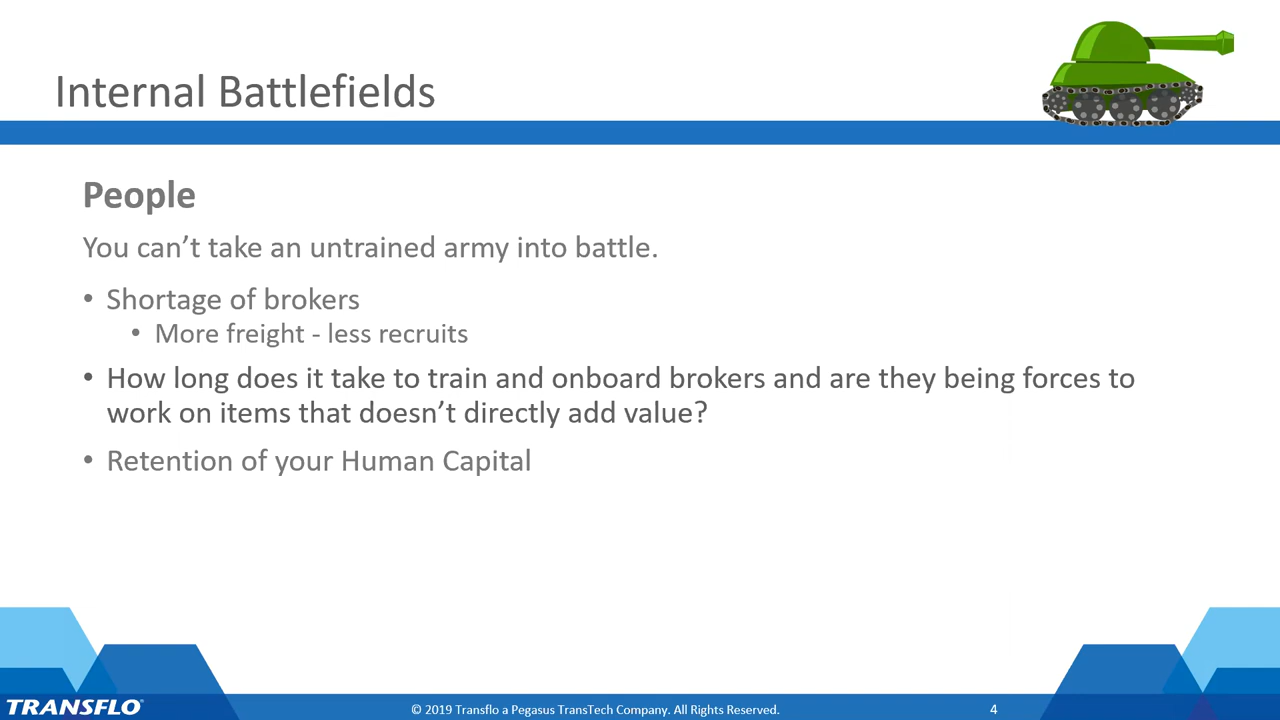 Internal Battlefields
People
You can’t take an untrained army into battle.
• Shortage of brokers
• More freight - less recruits
• How long does it take to train and onboard brokers and are they being forces to
work on items that doesn’t directly add value?
• Retention of your Human Capital
TRANSFLO®
© 2019 Transflo a Pegasus TransTech Company. All Rights Reserved.
4